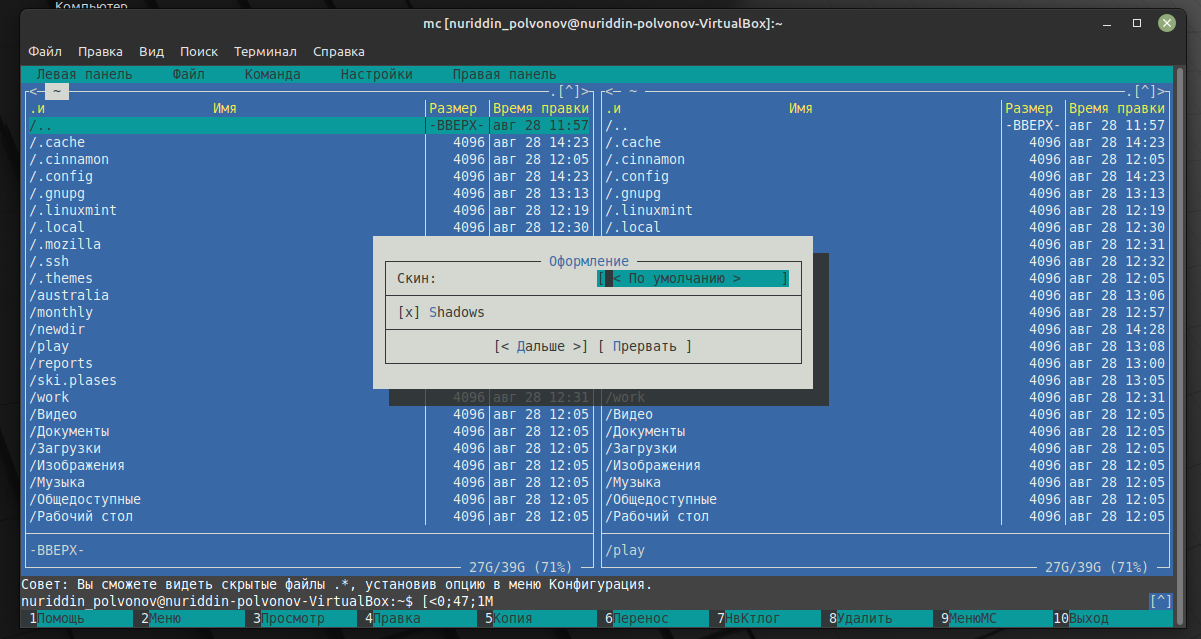 Компьютер
mc [nuriddin_polvonov@nuriddin-polvonov-VirtualBox]:~
Файл Правка Вид Поиск Терминал Справка
Левая панель Файл Команда Настройки Правая панель
<─ ~ .[^]> <─ ~ .[^]>
.и Имя Размер Время правки .и Имя Размер Время правки
/.. -ВВЕРХ- авг 28 11:57 /.. -ВВЕРХ- авг 28 11:57
/.cache 4096 авг 28 14:23 /.cache 4096 авг 28 14:23
/.cinnamon 4096 авг 28 12:05 /.cinnamon 4096 авг 28 12:05
/.config 4096 авг 28 14:23 /.config 4096 авг 28 14:23
/.gnupg 4096 авг 28 13:13 /.gnupg 4096 авг 28 13:13
/.linuxmint 4096 авг 28 12:19 /.linuxmint 4096 авг 28 12:19
/.local 4096 авг 28 12:30 /.local 4096 авг 28 12:30
/.mozilla 4096 авг 28 12:31
/.ssh Оформление 4096 авг 28 12:32
/.themes Скин: [ < По умолчанию > ] 4096 авг 28 12:05
/australia 4096 авг 28 13:06
/monthly [x] Shadows 4096 авг 28 12:57
/newdir 4096 авг 28 14:28
/play [< Дальше >] [ Прервать ] 4096 авг 28 13:08
/reports 4096 авг 28 13:00
/ski.plases 4096 авг 28 13:05
/work 4096 авг 28 12:31 /work 4096 авг 28 12:31
/Видео 4096 авг 28 12:05 /Видео 4096 авг 28 12:05
/Документы 4096 авг 28 12:05 /Документы 4096 авг 28 12:05
/Загрузки 4096 авг 28 12:05 /Загрузки 4096 авг 28 12:05
/Изображения 4096 авг 28 12:05 /Изображения 4096 авг 28 12:05
/Музыка 4096 авг 28 12:05 /Музыка 4096 авг 28 12:05
/Общедоступные 4096 авг 28 12:05 /Общедоступные 4096 авг 28 12:05
/Рабочий стол 4096 авг 28 12:05 /Рабочий стол 4096 авг 28 12:05
-ВВЕРХ- /play
27G/39G (71%) 27G/39G (71%)
Совет: Вы сможете видеть скрытые файлы .*, установив опцию в меню Конфигурация.
nuriddin_polvonov@nuriddin-polvonov-VirtualBox:~$ [<0;47;1M [^]
1Помощь 2Меню 3Просмотр 4Правка 5Копия 6Перенос 7НвКтлог 8Удалить 9МенюМС 10Выход